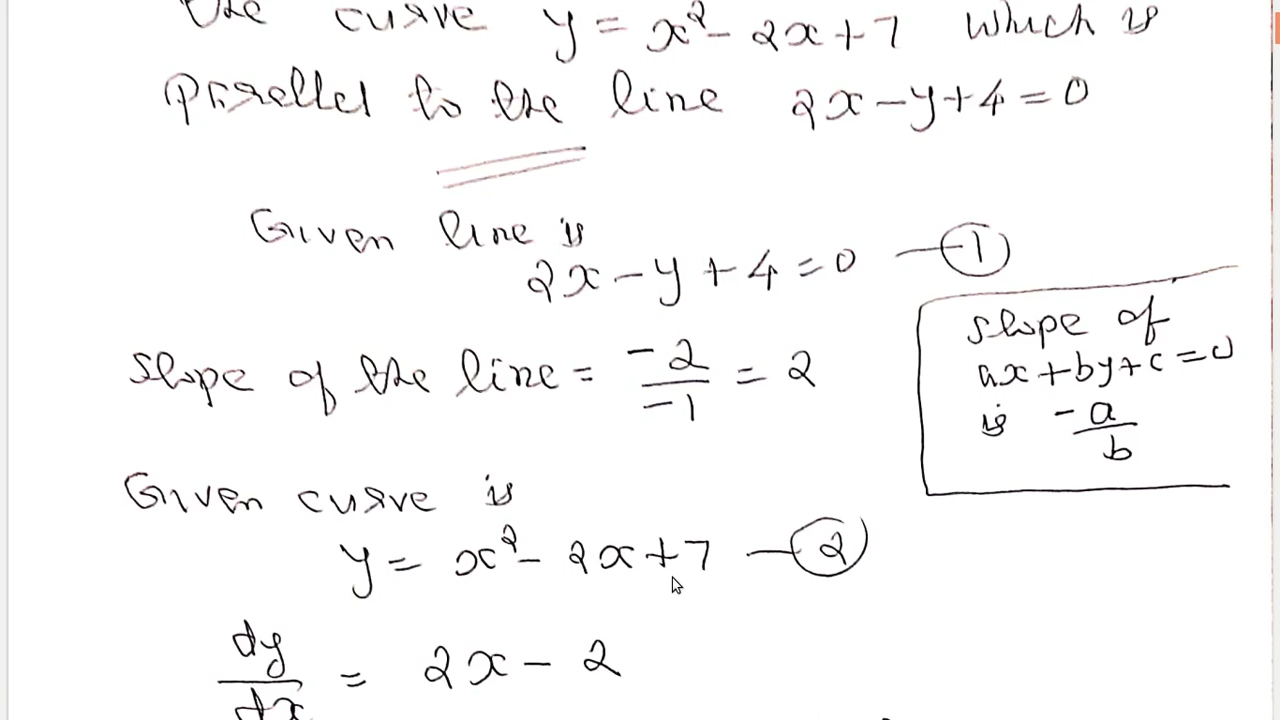 the curve y = x² - 2x + 7 which is
Parellel to the line 2x - y + 4 = 0
Given line is
2x - y + 4 = 0 — 1
slope of the line = -2/-1 = 2
slope of
ax + by + c = 0
is -a/b
Given curve is
y = x² - 2x + 7 — 2
dy/dx = 2x - 2